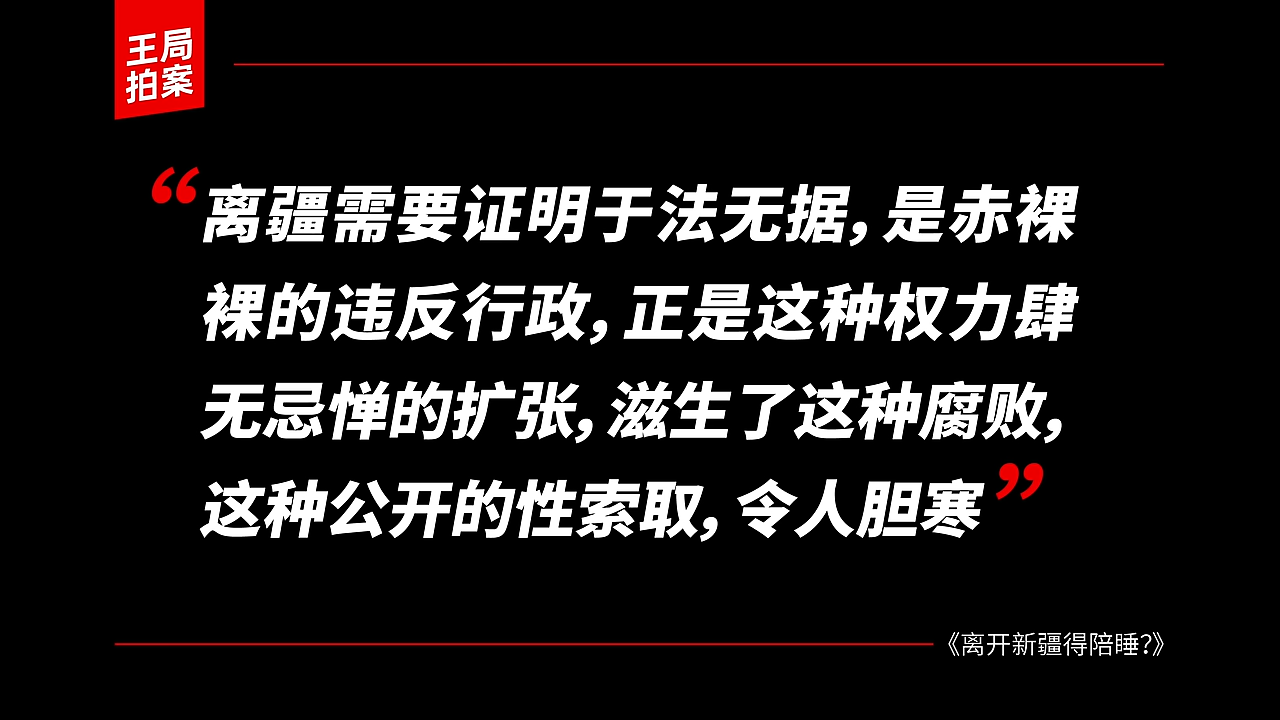 王局
拍案
“离疆需要证明于法无据，是赤裸
裸的违反行政，正是这种权力肆
无忌惮的扩张，滋生了这种腐败，
这种公开的性索取，令人胆寒”
《离开新疆得陪睡？》